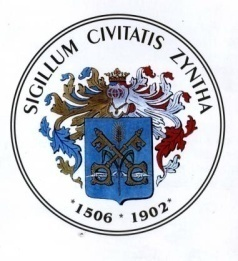 SIGILLUM CIVITATIS ZYNTHA
* 1506 * 1902 *